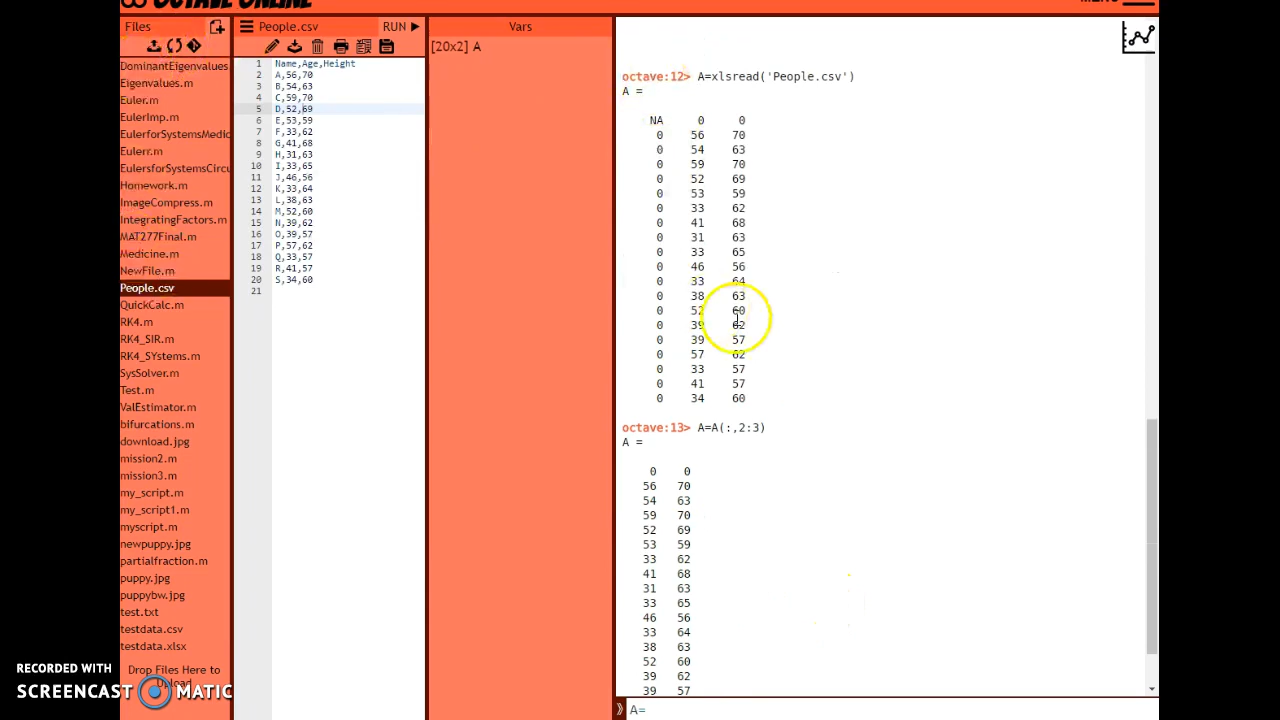 OCTAVE ONLINE
MENU
Files
DominantEigenvalues
Eigenvalues.m
Euler.m
EulerImp.m
EulerforSystemsMedic
Eulerr.m
EulersforSystemsCircu
Homework.m
ImageCompress.m
IntegratingFactors.m
MAT277Final.m
Medicine.m
NewFile.m
People.csv
QuickCalc.m
RK4.m
RK4_SIR.m
RK4_SYstems.m
SysSolver.m
Test.m
ValEstimator.m
bifurcations.m
download.jpg
mission2.m
mission3.m
my_script.m
my_script1.m
myscript.m
newpuppy.jpg
partialfraction.m
puppy.jpg
puppybw.jpg
test.txt
testdata.csv
testdata.xlsx
Drop Files Here to
Upload
People.csv RUN
1 Name,Age,Height
2 A,56,70
3 B,54,63
4 C,59,70
5 D,52,69
6 E,53,59
7 F,33,62
8 G,41,68
9 H,31,63
10 I,33,65
11 J,46,56
12 K,33,64
13 L,38,63
14 M,52,60
15 N,39,62
16 O,39,57
17 P,57,62
18 Q,33,57
19 R,41,57
20 S,34,60
21
Vars
[20x2] A
octave:12> A=xlsread('People.csv')
A =
NA 0 0
0 56 70
0 54 63
0 59 70
0 52 69
0 53 59
0 33 62
0 41 68
0 31 63
0 33 65
0 46 56
0 33 64
0 38 63
0 52 60
0 39 62
0 39 57
0 57 62
0 33 57
0 41 57
0 34 60
octave:13> A=A(:,2:3)
A =
0 0
56 70
54 63
59 70
52 69
53 59
33 62
41 68
31 63
33 65
46 56
33 64
38 63
52 60
39 62
39 57
A=
RECORDED WITH
SCREENCAST MATIC